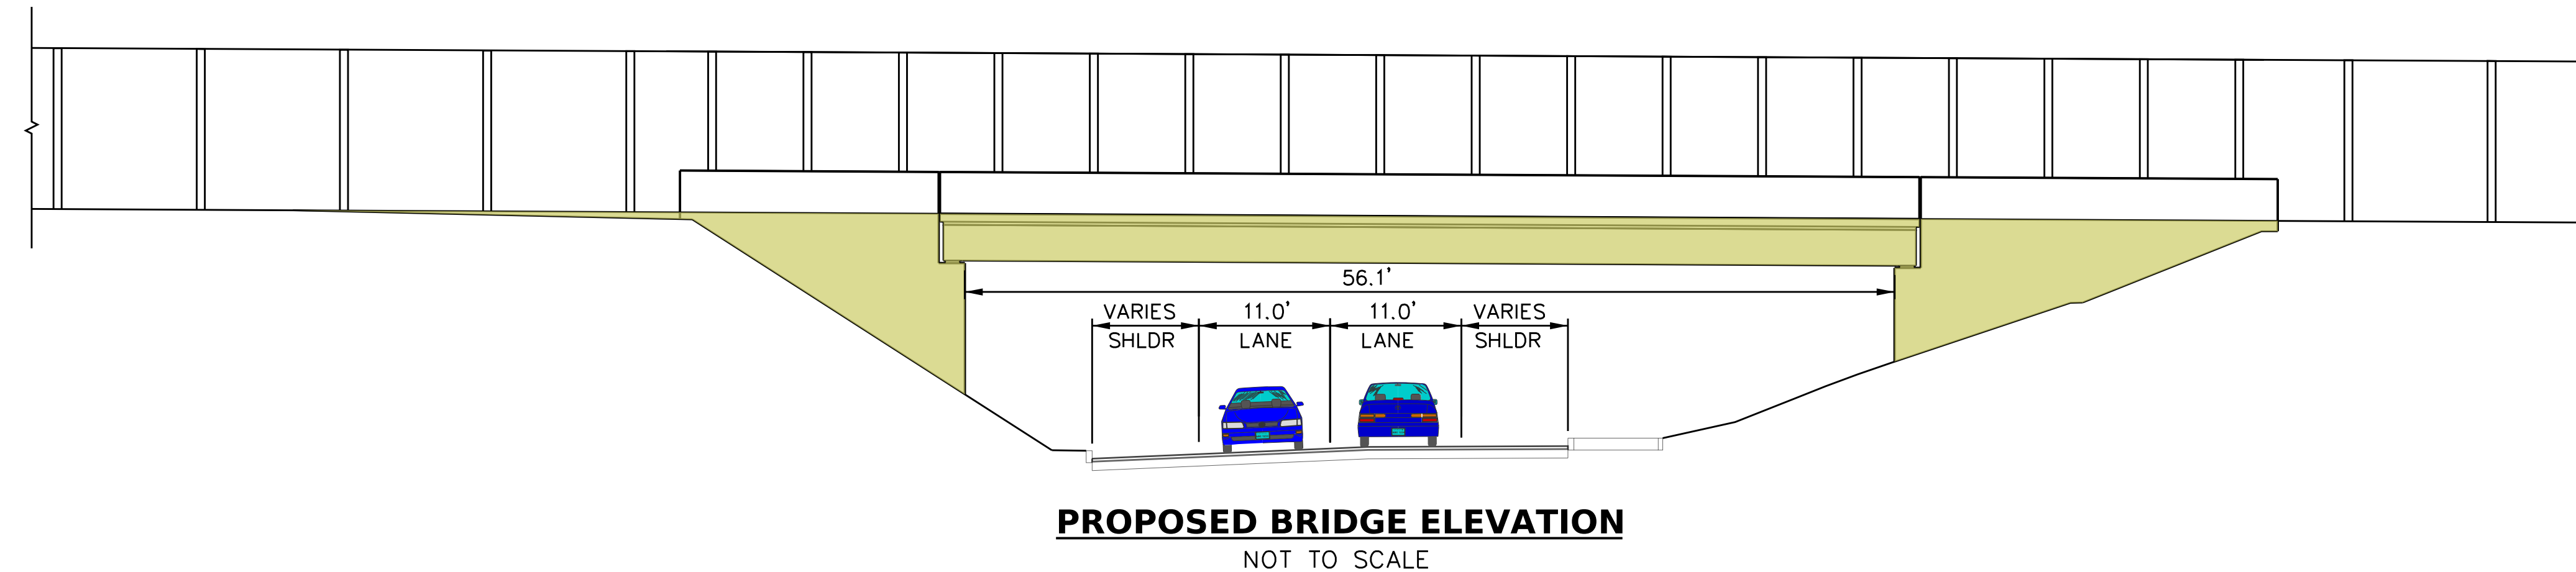 56.1'
VARIES 11.0' 11.0' VARIES
SHLDR LANE LANE SHLDR
PROPOSED BRIDGE ELEVATION
NOT TO SCALE